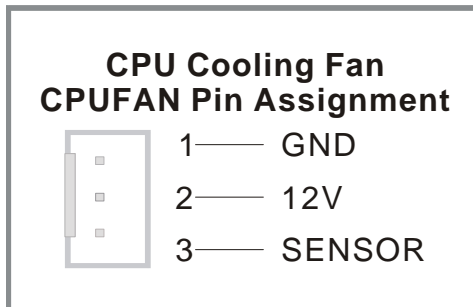 CPU Cooling Fan
CPUFAN Pin Assignment
1 GND
2 12V
3 SENSOR